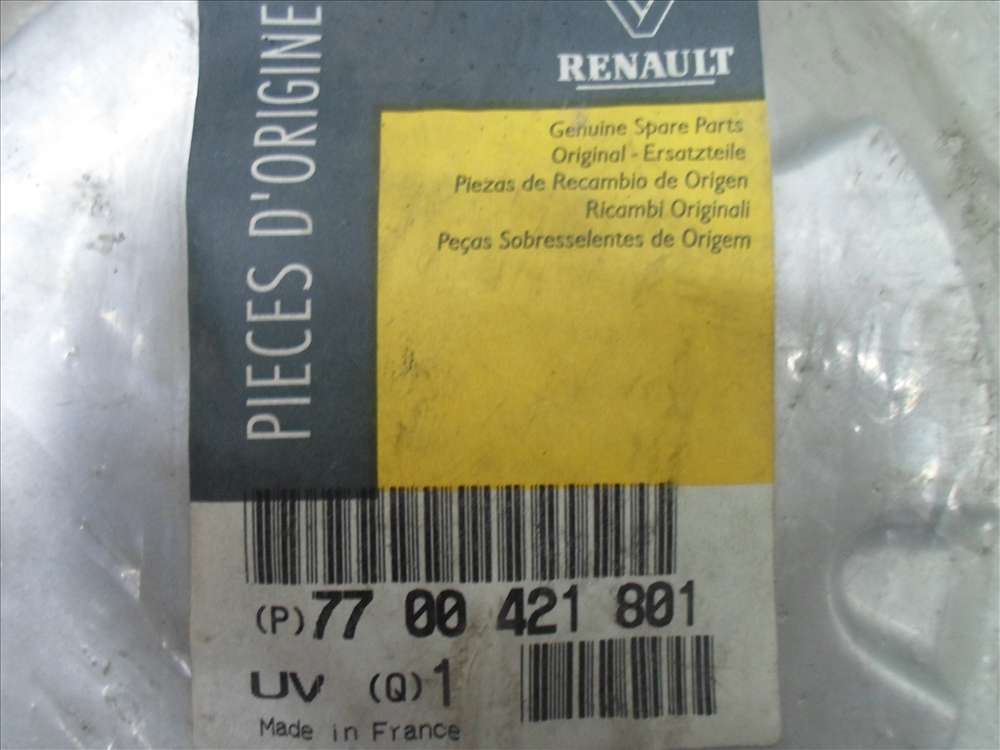 PIECES D'ORIGINE
RENAULT
Genuine Spare Parts
Original - Ersatzteile
Piezas de Recambio de Origen
Ricambi Originali
Peças Sobresselentes de Origem
(P) 77 00 421 801
UV (Q) 1
Made in France